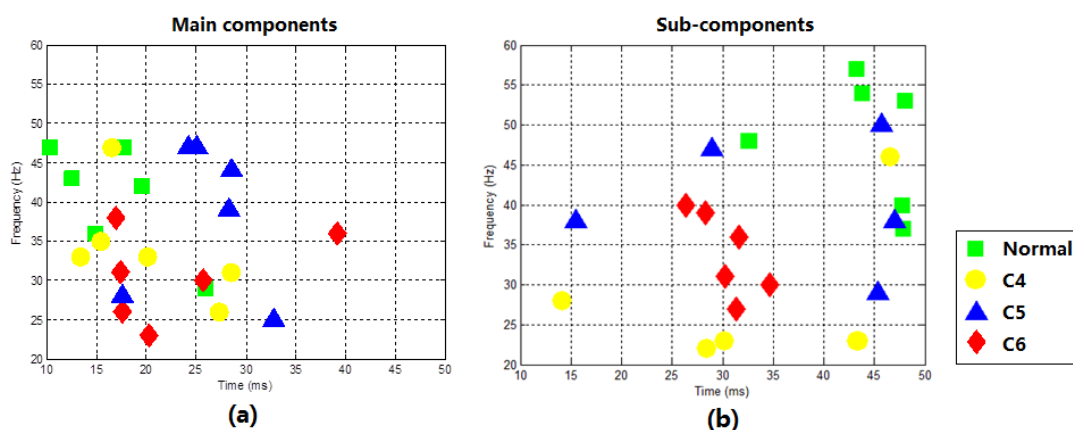 Main components
Sub-components
60
55
50
45
40
35
30
25
20
Frequency (Hz)
10 15 20 25 30 35 40 45 50
Time (ms)
(a)
60
55
50
45
40
35
30
25
20
Frequency (Hz)
10 15 20 25 30 35 40 45 50
Time (ms)
(b)
Normal
C4
C5
C6